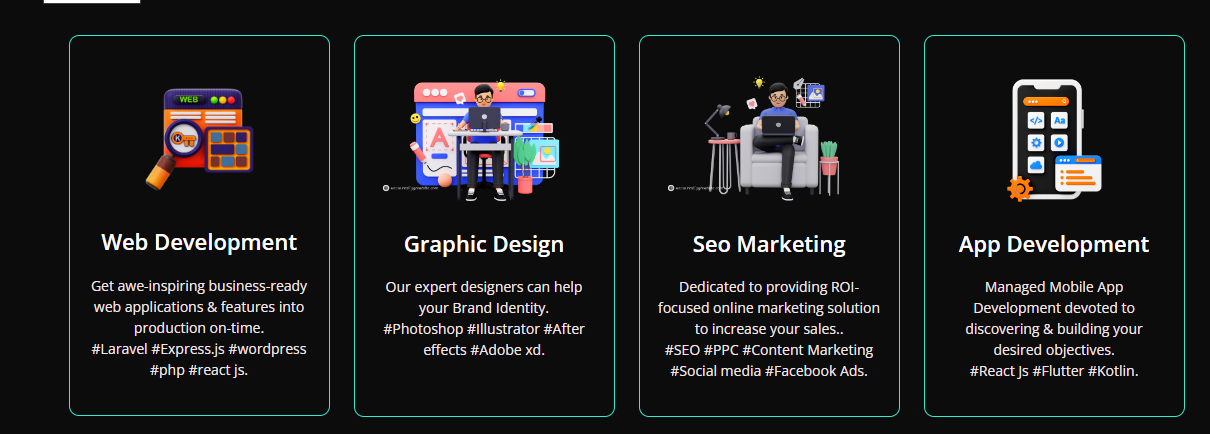 WEB
K
Web Development
Get awe-inspiring business-ready
web applications & features into
production on-time.
#Laravel #Express.js #wordpress
#php #react js.
A
Graphic Design
Our expert designers can help
your Brand Identity.
#Photoshop #Illustrator #After
effects #Adobe xd.
Seo Marketing
Dedicated to providing ROI-
focused online marketing solution
to increase your sales..
#SEO #PPC #Content Marketing
#Social media #Facebook Ads.
</> Aa
App Development
Managed Mobile App
Development devoted to
discovering & building your
desired objectives.
#React Js #Flutter #Kotlin.